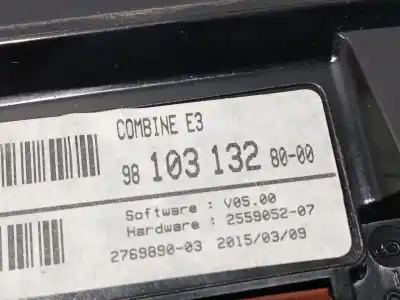 COMBINE E3
98 103 132 80-00
Software : V05.00
Hardware : 2559052-07
2769890-03 2015/03/09